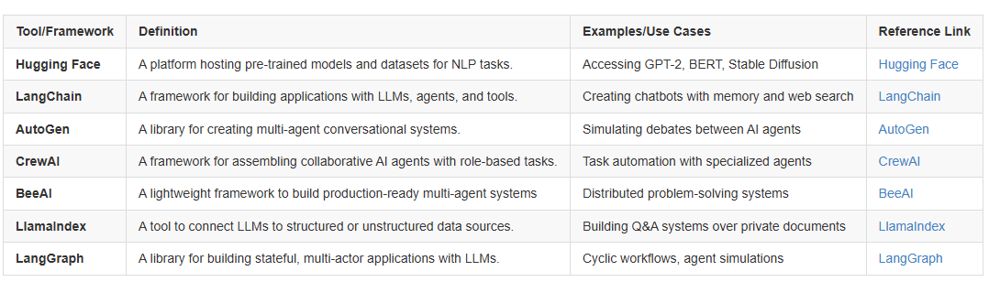 Tool/Framework Definition Examples/Use Cases Reference Link
Hugging Face A platform hosting pre-trained models and datasets for NLP tasks. Accessing GPT-2, BERT, Stable Diffusion Hugging Face
LangChain A framework for building applications with LLMs, agents, and tools. Creating chatbots with memory and web search LangChain
AutoGen A library for creating multi-agent conversational systems. Simulating debates between AI agents AutoGen
CrewAI A framework for assembling collaborative AI agents with role-based tasks. Task automation with specialized agents CrewAI
BeeAI A lightweight framework to build production-ready multi-agent systems Distributed problem-solving systems BeeAI
LlamaIndex A tool to connect LLMs to structured or unstructured data sources. Building Q&A systems over private documents LlamaIndex
LangGraph A library for building stateful, multi-actor applications with LLMs. Cyclic workflows, agent simulations LangGraph